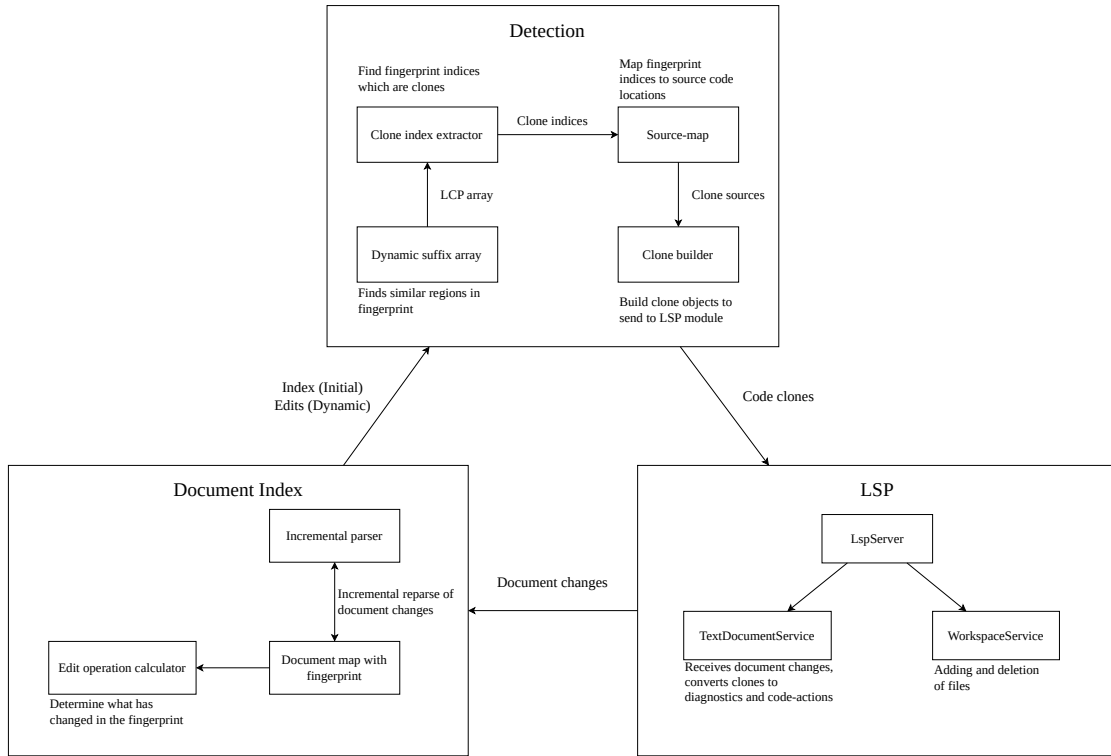 Detection
Find fingerprint indices
which are clones
Map fingerprint
indices to source code
locations
Clone index extractor
Clone indices
Source-map
LCP array
Clone sources
Dynamic suffix array
Clone builder
Finds similar regions in
fingerprint
Build clone objects to
send to LSP module
Index (Initial)
Edits (Dynamic)
Code clones
Document Index
Incremental parser
Incremental reparse of
document changes
Edit operation calculator
Document map with
fingerprint
Determine what has
changed in the fingerprint
Document changes
LSP
LspServer
TextDocumentService
WorkspaceService
Receives document changes,
converts clones to
diagnostics and code-actions
Adding and deletion
of files